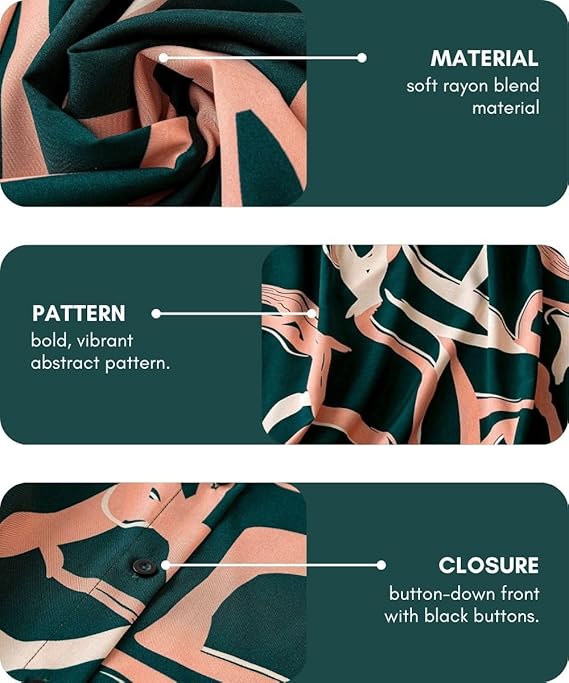 MATERIAL
soft rayon blend
material
PATTERN
bold, vibrant
abstract pattern.
CLOSURE
button-down front
with black buttons.